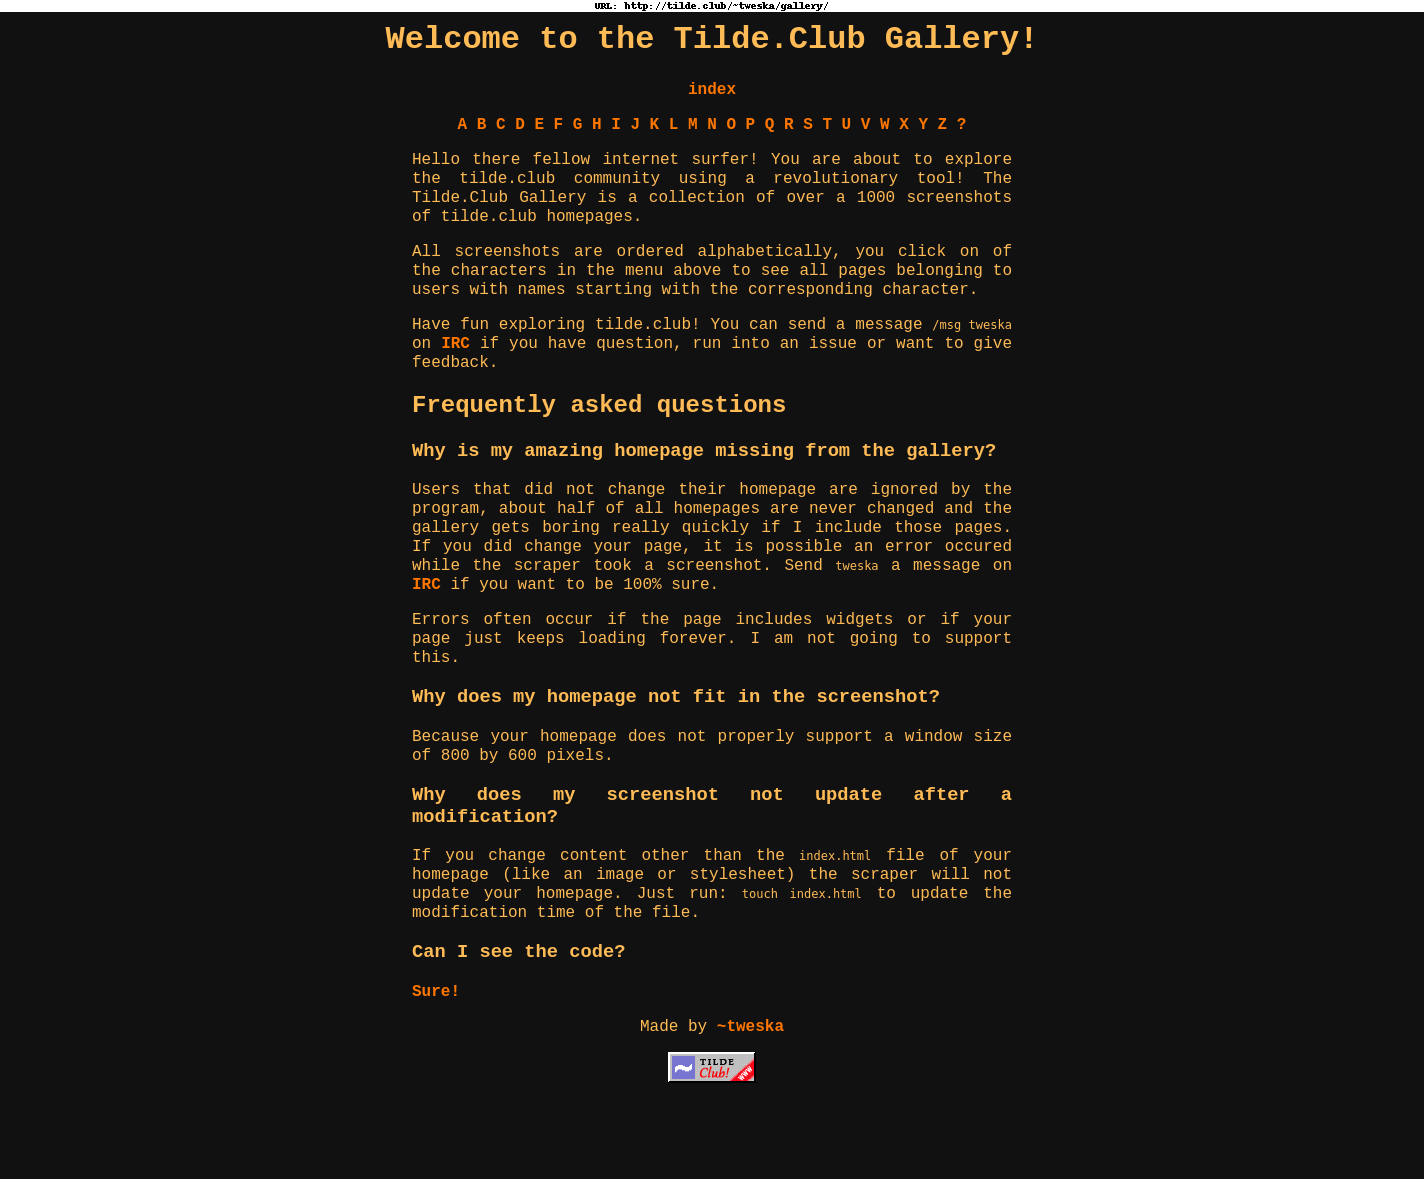 URL: http://tilde.club/~tweska/gallery/
Welcome to the Tilde.Club Gallery!
index
A B C D E F G H I J K L M N O P Q R S T U V W X Y Z ?
Hello there fellow internet surfer! You are about to explore
the tilde.club community using a revolutionary tool! The
Tilde.Club Gallery is a collection of over a 1000 screenshots
of tilde.club homepages.
All screenshots are ordered alphabetically, you click on of
the characters in the menu above to see all pages belonging to
users with names starting with the corresponding character.
Have fun exploring tilde.club! You can send a message /msg tweska
on IRC if you have question, run into an issue or want to give
feedback.
Frequently asked questions
Why is my amazing homepage missing from the gallery?
Users that did not change their homepage are ignored by the
program, about half of all homepages are never changed and the
gallery gets boring really quickly if I include those pages.
If you did change your page, it is possible an error occured
while the scraper took a screenshot. Send tweska a message on
IRC if you want to be 100% sure.
Errors often occur if the page includes widgets or if your
page just keeps loading forever. I am not going to support
this.
Why does my homepage not fit in the screenshot?
Because your homepage does not properly support a window size
of 800 by 600 pixels.
Why does my screenshot not update after a
modification?
If you change content other than the index.html file of your
homepage (like an image or stylesheet) the scraper will not
update your homepage. Just run: touch index.html to update the
modification time of the file.
Can I see the code?
Sure!
Made by ~tweska
TILDE
Club!
WWW